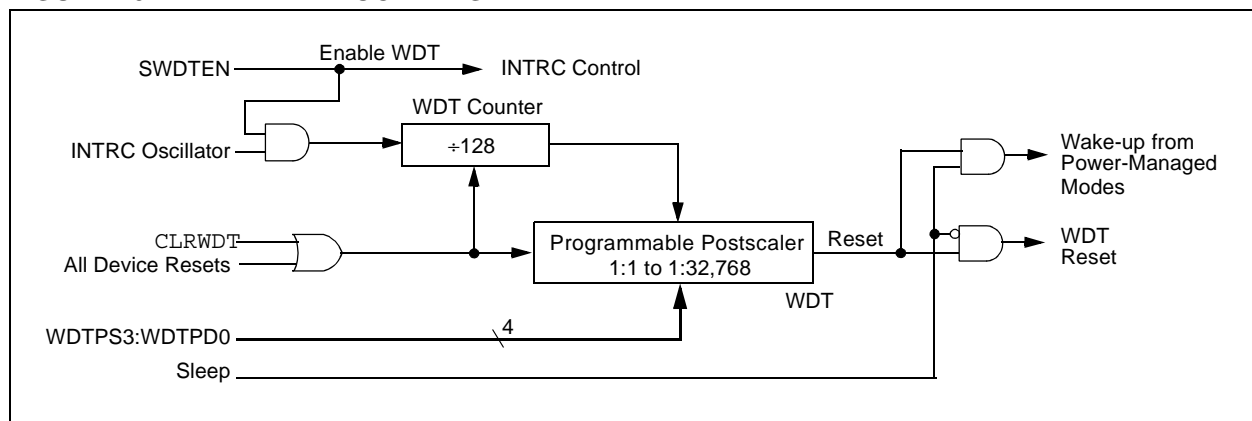 SWDTEN
Enable WDT
INTRC Control
WDT Counter
INTRC Oscillator
÷128
Wake-up from
Power-Managed
Modes
CLRWDT
All Device Resets
Programmable Postscaler
1:1 to 1:32,768
Reset
WDT
Reset
WDT
4
WDTPS3:WDTPD0
Sleep